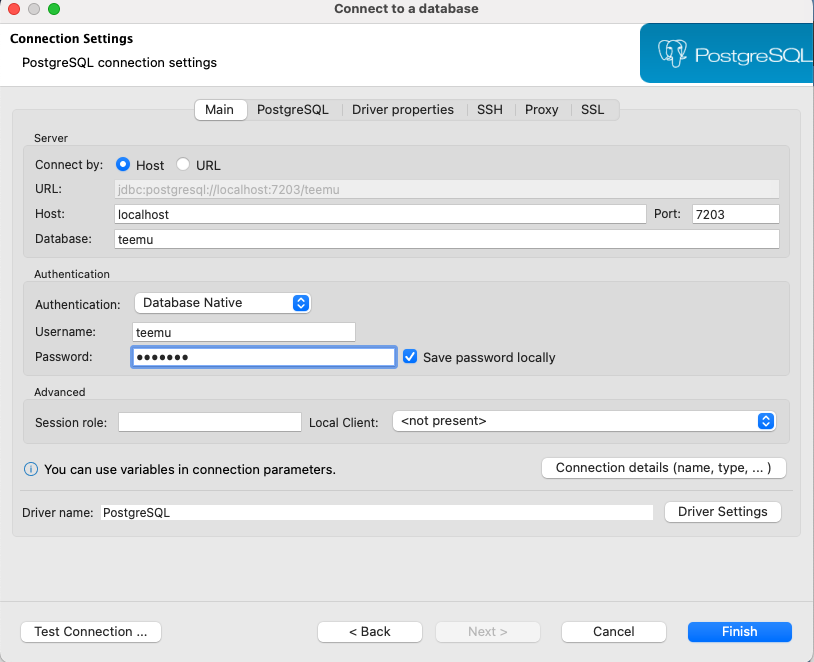 Connect to a database
Connection Settings
PostgreSQL connection settings
PostgreSQL
Main PostgreSQL Driver properties SSH Proxy SSL
Server
Connect by: Host URL
URL: jdbc:postgresql://localhost:7203/teemu
Host: localhost Port: 7203
Database: teemu
Authentication
Authentication: Database Native
Username: teemu
Password: •••••••  Save password locally
Advanced
Session role: Local Client: <not present>
You can use variables in connection parameters. Connection details (name, type, ... )
Driver name: PostgreSQL Driver Settings
Test Connection ... < Back Next > Cancel Finish